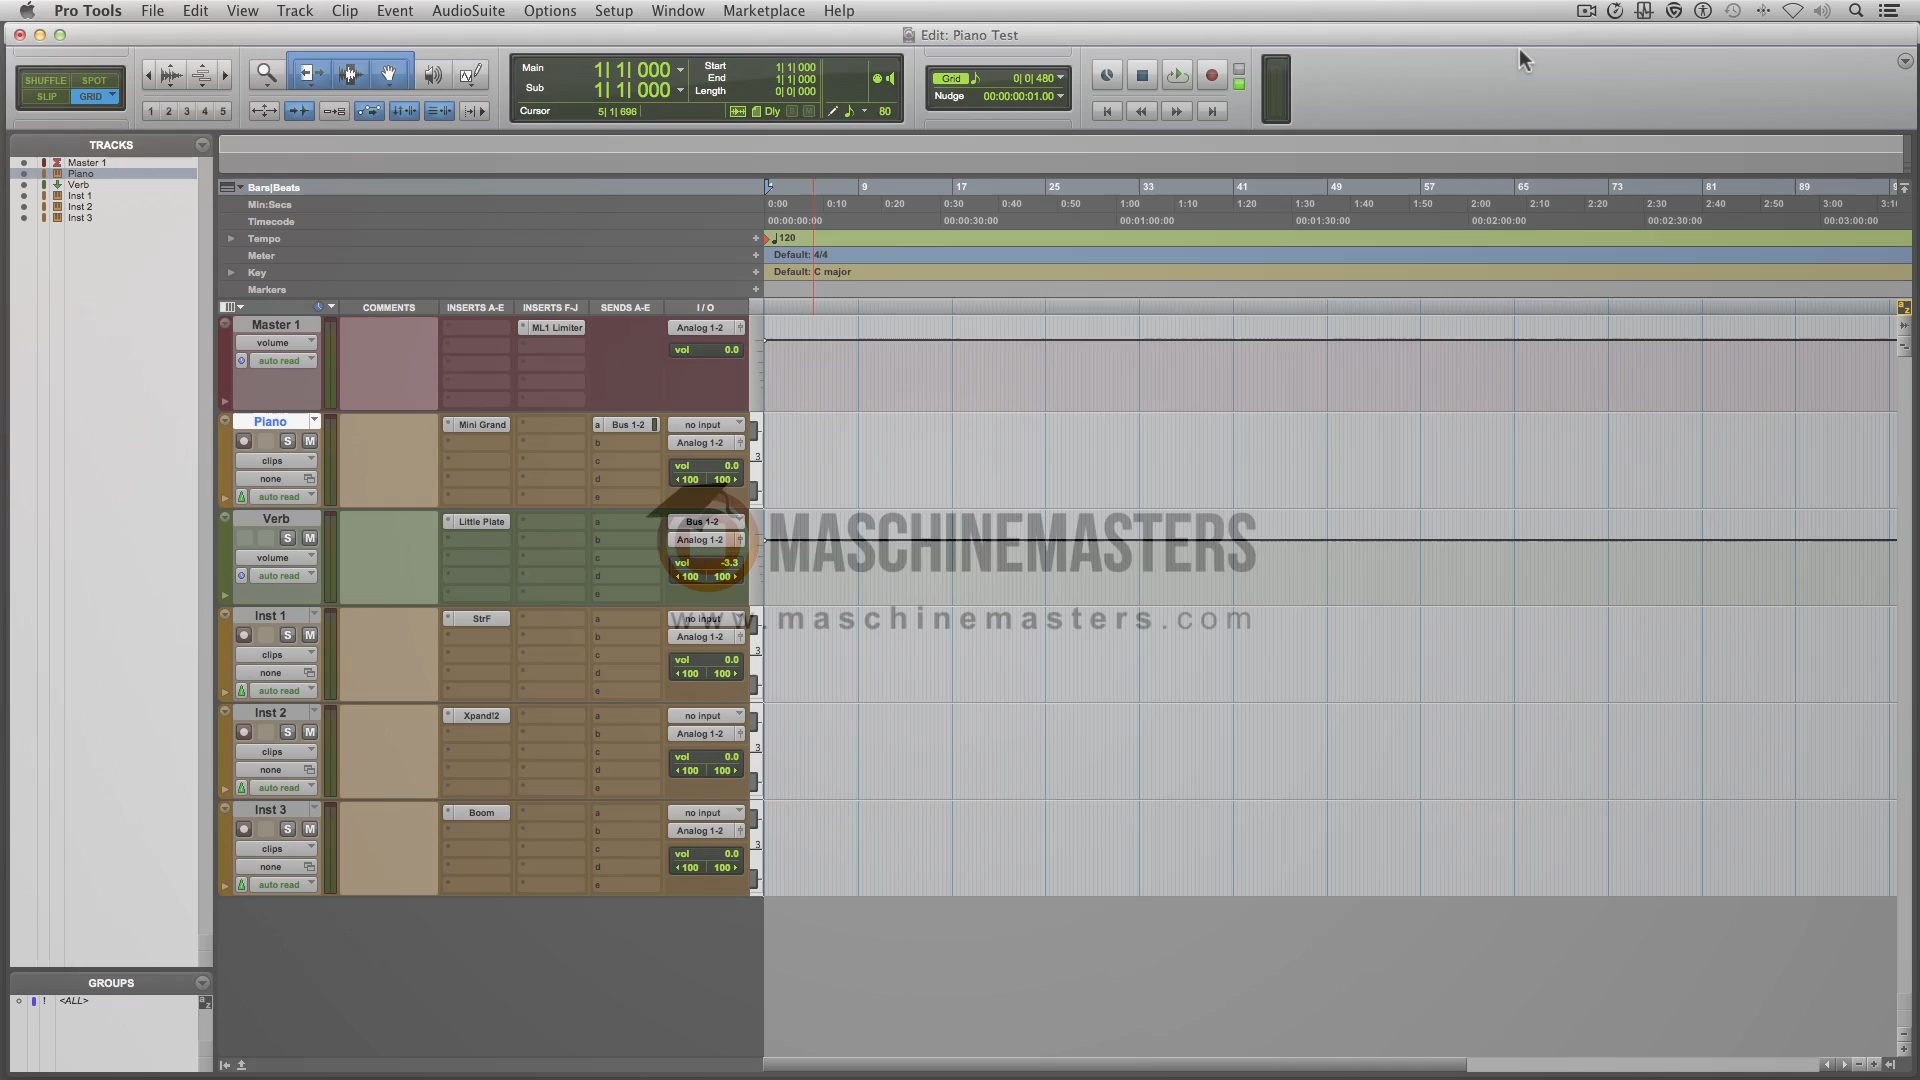 Pro Tools File Edit View Track Clip Event AudioSuite Options Setup Window Marketplace Help
Edit: Piano Test
SHUFFLE SPOT
SLIP GRID
1 2 3 4 5
Main 1| 1| 000
Sub 1| 1| 000
Start 1| 1| 000
End 1| 1| 000
Length 0| 0| 000
Cursor 5| 1| 696
Dly S M 80
Grid 0| 0| 480
Nudge 00:00:00:01.00
TRACKS
Master 1
Piano
Verb
Inst 1
Inst 2
Inst 3
Bars|Beats 9 17 25 33 41 49 57 65 73 81 89
Min:Secs 0:00 0:10 0:20 0:30 0:40 0:50 1:00 1:10 1:20 1:30 1:40 1:50 2:00 2:10 2:20 2:30 2:40 2:50 3:00 3:10
Timecode 00:00:00:00 00:00:30:00 00:01:00:00 00:01:30:00 00:02:00:00 00:02:30:00 00:03:00:00
Tempo + 120
Meter + Default: 4/4
Key + Default: C major
Markers +
COMMENTS INSERTS A-E INSERTS F-J SENDS A-E I / O
Master 1 ML1 Limiter Analog 1-2
volume vol 0.0
auto read
Piano Mini Grand a Bus 1-2 no input
S M b Analog 1-2
clips c vol 0.0
none d 100 100
auto read e
3
Verb Little Plate a Bus 1-2
S M b Analog 1-2
volume c vol -3.3
auto read d 100 100
e
MASCHINEMASTERS
www.maschinemasters.com
Inst 1 StrF a no input
S M b Analog 1-2
clips c vol 0.0
none d 100 100
auto read e
3
Inst 2 Xpand!2 a no input
S M b Analog 1-2
clips c vol 0.0
none d 100 100
auto read e
3
Inst 3 Boom a no input
S M b Analog 1-2
clips c vol 0.0
none d 100 100
auto read e
3
GROUPS
! <ALL>
a z